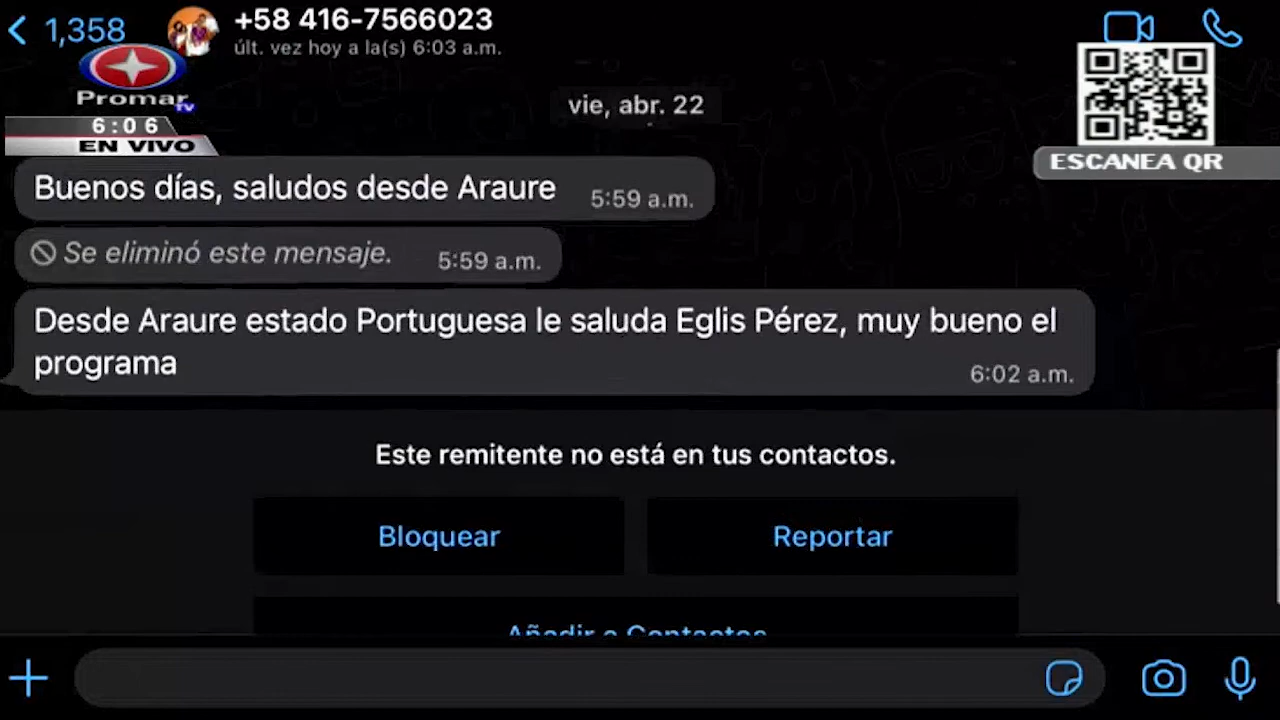 1,358
+58 416-7566023
últ. vez hoy a la(s) 6:03 a.m.
Promar TV
6:06
EN VIVO
ESCANEA QR
vie, abr. 22
Buenos días, saludos desde Araure 5:59 a.m.
Se eliminó este mensaje. 5:59 a.m.
Desde Araure estado Portuguesa le saluda Eglis Pérez, muy bueno el
programa
6:02 a.m.
Este remitente no está en tus contactos.
Bloquear
Reportar
Añadir a Contactos